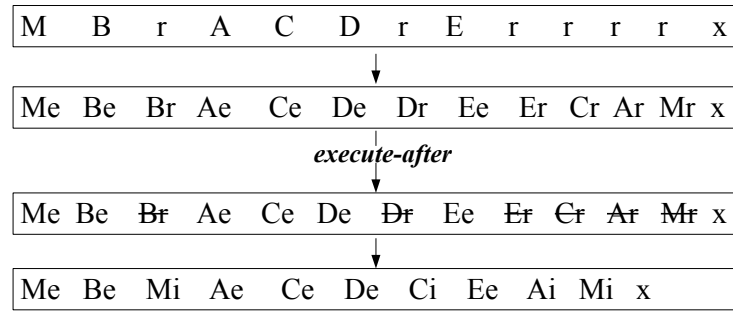 M B r A C D r E r r r r x
Me Be Br Ae Ce De Dr Ee Er Cr Ar Mr x
execute-after
Me Be Br Ae Ce De Dr Ee Er Cr Ar Mr x
Me Be Mi Ae Ce De Ci Ee Ai Mi x